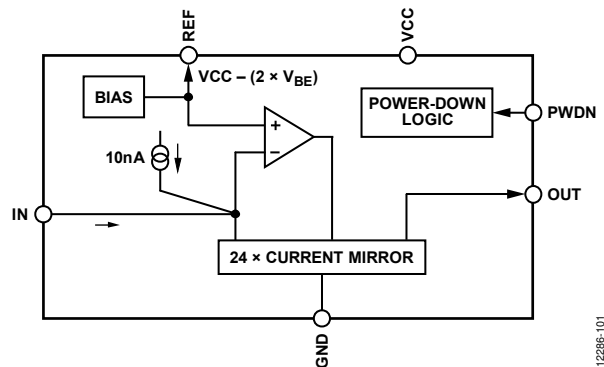 REF
VCC
VCC – (2 × VBE)
BIAS
POWER-DOWN
LOGIC
PWDN
+
–
10nA
OUT
IN
24 × CURRENT MIRROR
GND
12286-101